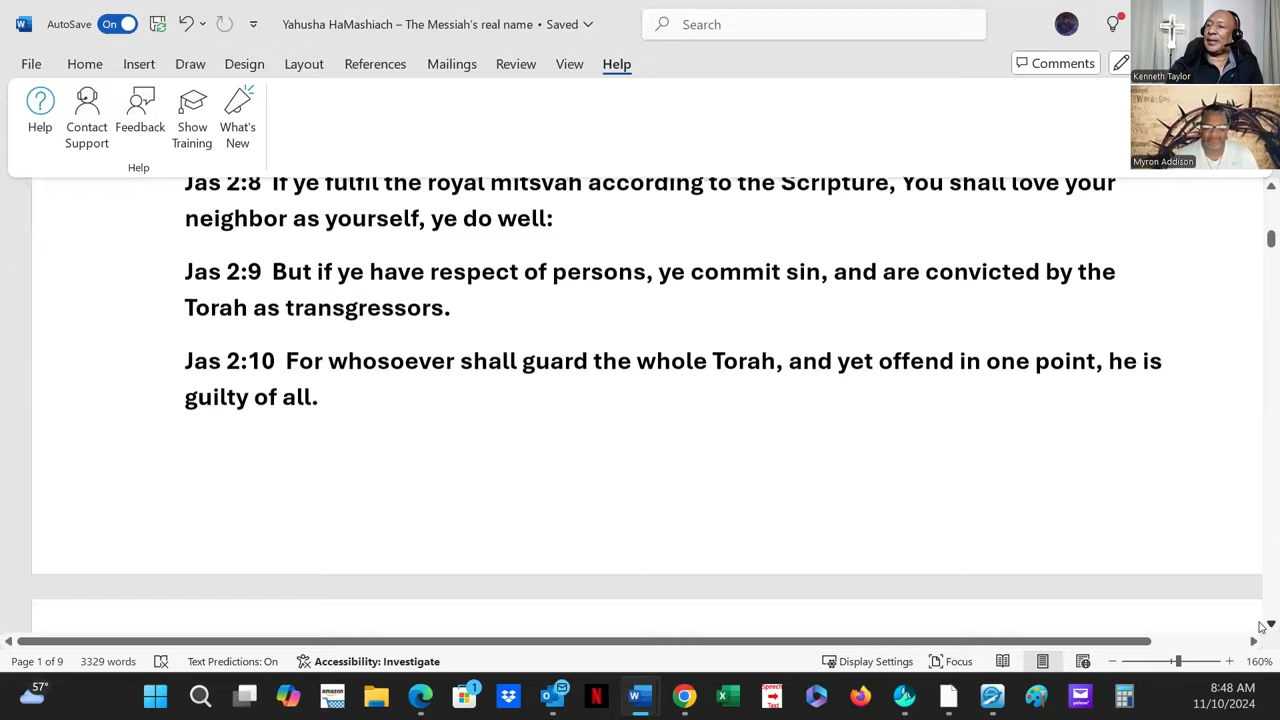 AutoSave On Yahusha HaMashiach – The Messiah's real name • Saved Search
File Home Insert Draw Design Layout References Mailings Review View Help Comments
Kenneth Taylor
Help Contact Support Feedback Show Training What's New
Help
Myron Addison
Jas 2:8 If ye fulfil the royal mitsvah according to the Scripture, You shall love your
neighbor as yourself, ye do well:
Jas 2:9 But if ye have respect of persons, ye commit sin, and are convicted by the
Torah as transgressors.
Jas 2:10 For whosoever shall guard the whole Torah, and yet offend in one point, he is
guilty of all.
Page 1 of 9 3329 words Text Predictions: On Accessibility: Investigate Display Settings Focus 160%
57° amazon 1 Speech Text yahoo! 8:48 AM
11/10/2024